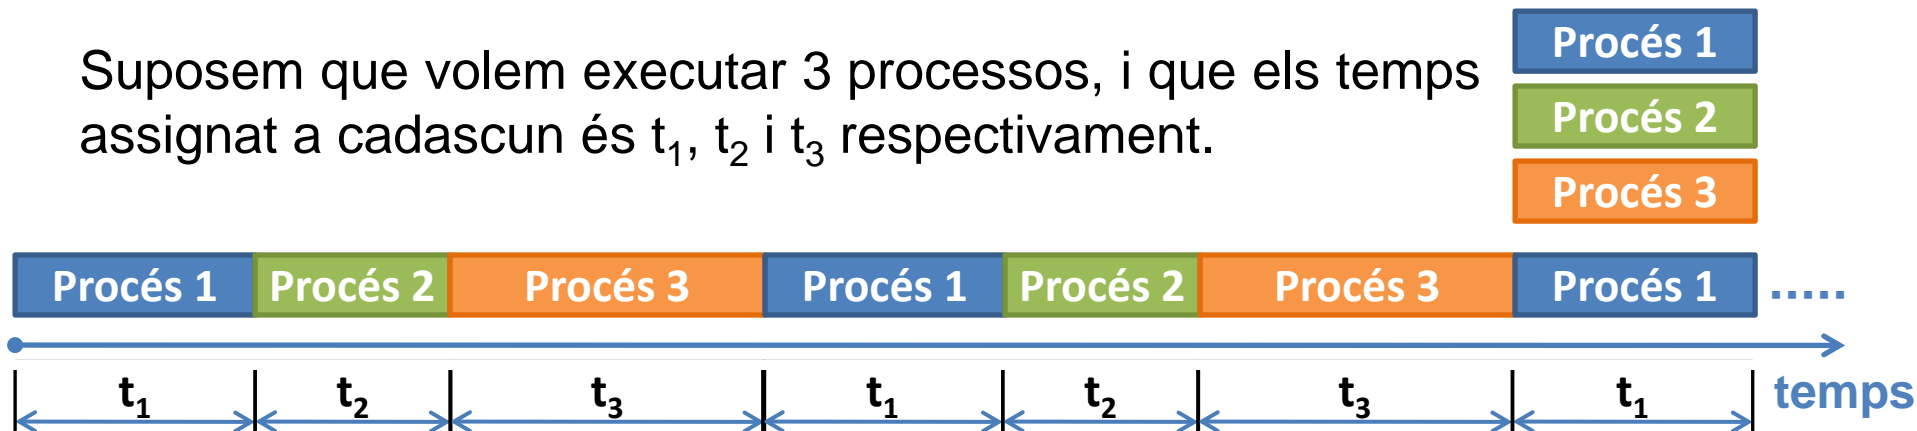 Suposem que volem executar 3 processos, i que els temps
assignat a cadascun és t₁, t₂ i t₃ respectivament.
Procés 1
Procés 2
Procés 3
Procés 1 Procés 2 Procés 3 Procés 1 Procés 2 Procés 3 Procés 1 .....
t₁ t₂ t₃ t₁ t₂ t₃ t₁ temps